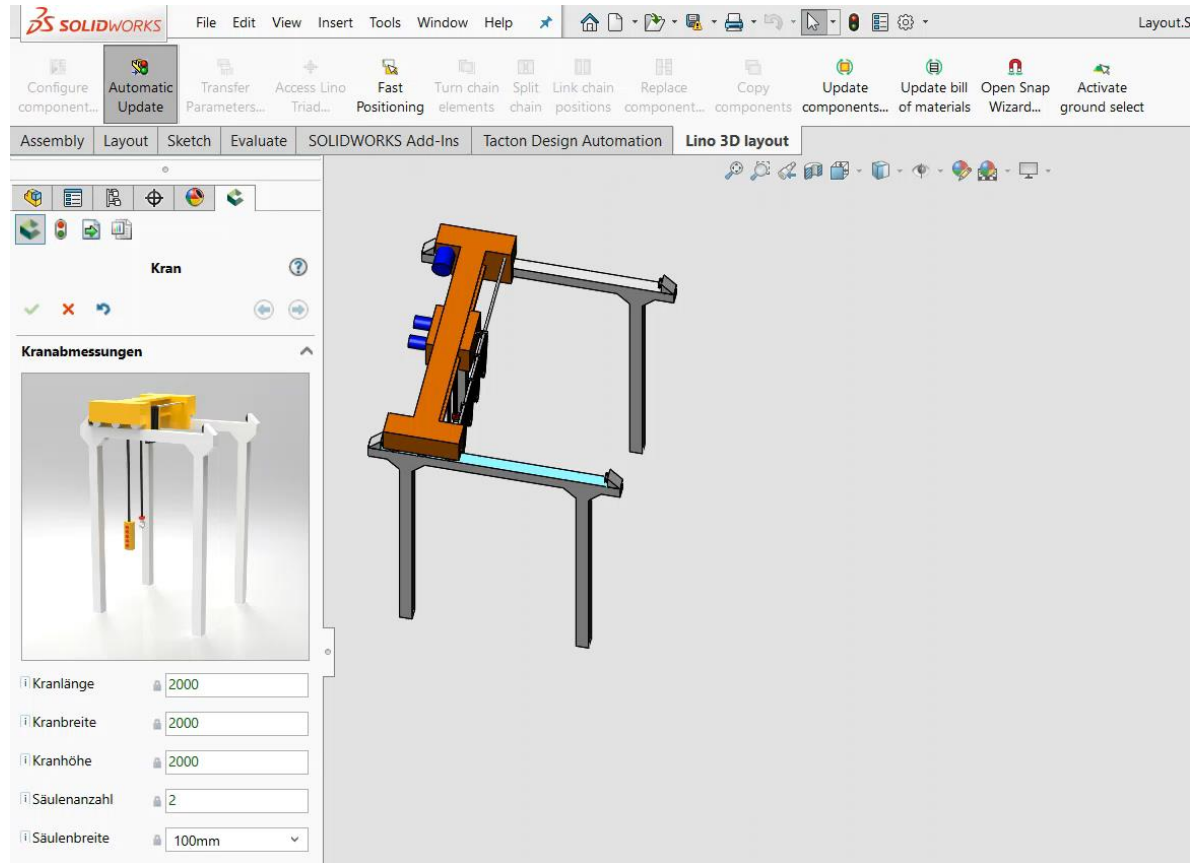 SOLIDWORKS File Edit View Insert Tools Window Help Layout.S
Configure Automatic Transfer Access Lino Fast Turn chain Split Link chain Replace Copy Update Update bill Open Snap Activate
component... Update Parameters... Triad... Positioning elements chain positions component... components components... of materials Wizard... ground select
Assembly Layout Sketch Evaluate SOLIDWORKS Add-Ins Tacton Design Automation Lino 3D layout
Kran
Kranabmessungen
Kranlänge 2000
Kranbreite 2000
Kranhöhe 2000
Säulenanzahl 2
Säulenbreite 100mm